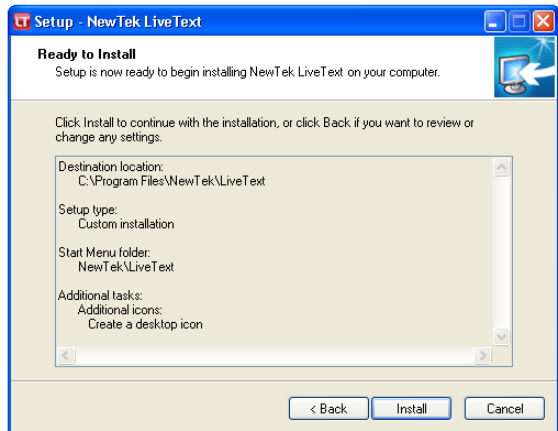 LT Setup - NewTek LiveText
Ready to Install
Setup is now ready to begin installing NewTek LiveText on your computer.
Click Install to continue with the installation, or click Back if you want to review or
change any settings.
Destination location:
C:\Program Files\NewTek\LiveText
Setup type:
Custom installation
Start Menu folder:
NewTek\LiveText
Additional tasks:
Additional icons:
Create a desktop icon
< Back
Install
Cancel